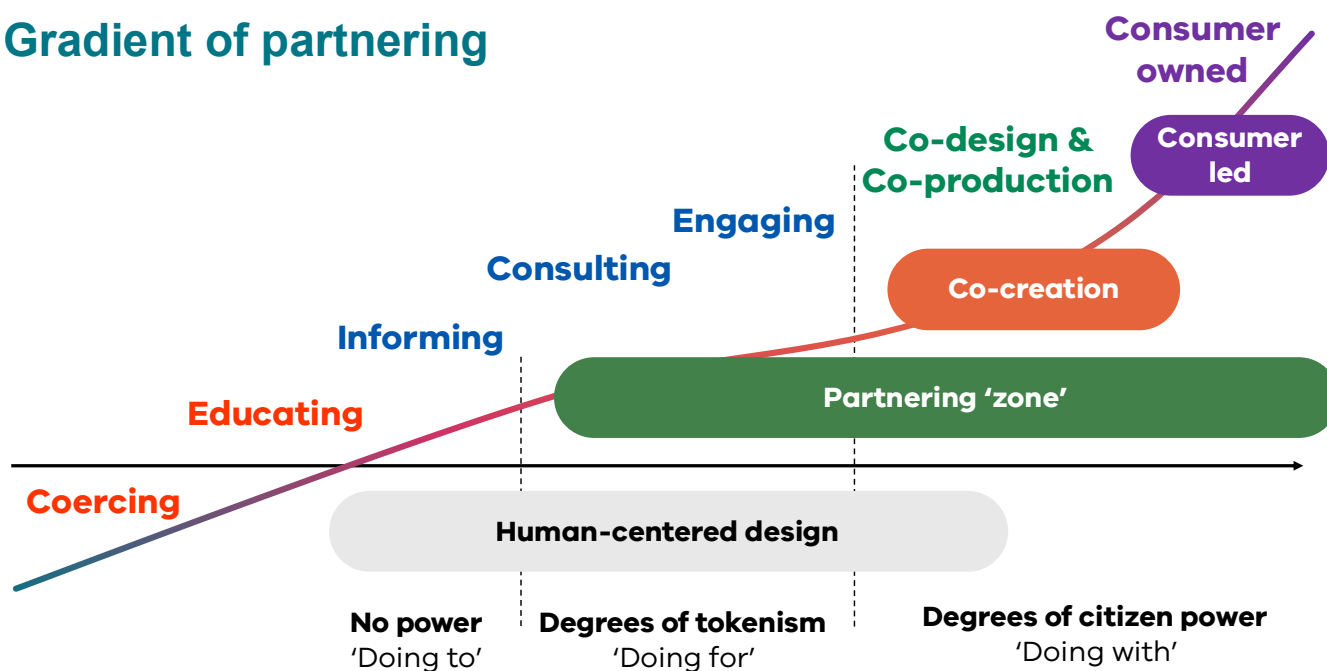 Gradient of partnering
Consumer
owned
Consumer
led
Co-design &
Co-production
Engaging
Consulting
Co-creation
Informing
Partnering ‘zone’
Educating
Coercing
Human-centered design
No power
‘Doing to’
Degrees of tokenism
‘Doing for’
Degrees of citizen power
‘Doing with’